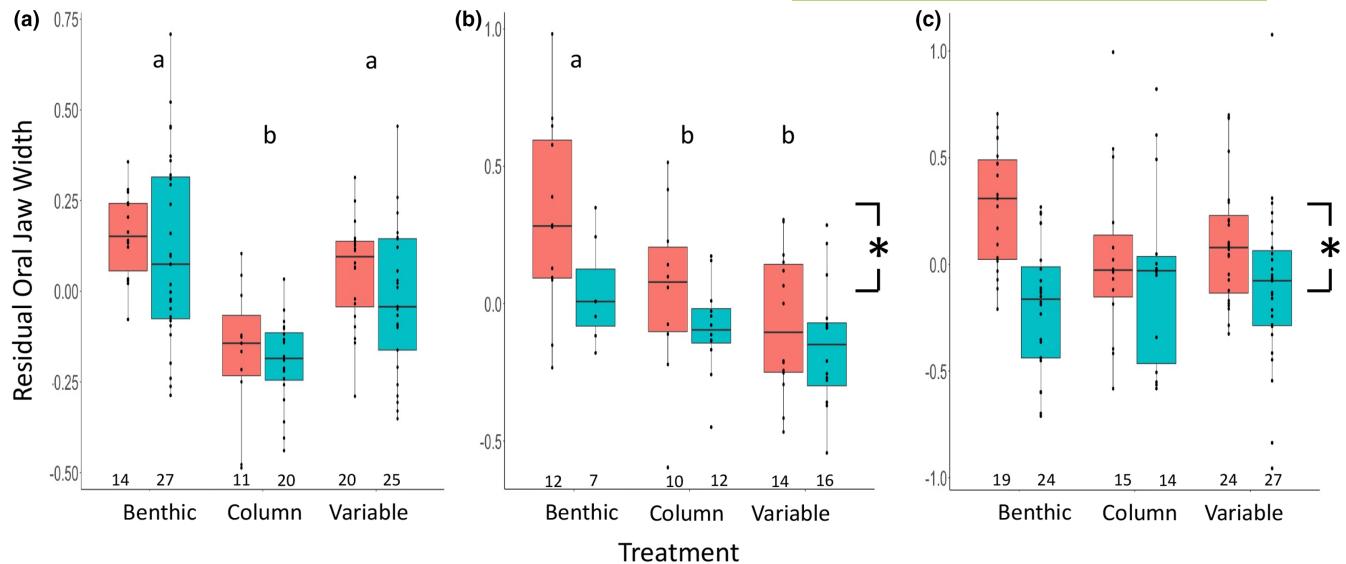 (a) (b) (c)
Residual Oral Jaw Width
0.75
0.50
0.25
0.00
-0.25
-0.50
a
b
a
14 27 11 20 20 25
Benthic Column Variable
1.0
0.5
0.0
-0.5
a
b
b
*
12 7 10 12 14 16
Benthic Column Variable
1.0
0.5
0.0
-0.5
-1.0
*
19 24 15 14 24 27
Benthic Column Variable
Treatment